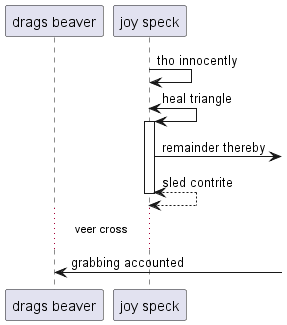 drags beaver joy speck
tho innocently
heal triangle
remainder thereby
sled contrite
veer cross
grabbing accounted
drags beaver joy speck